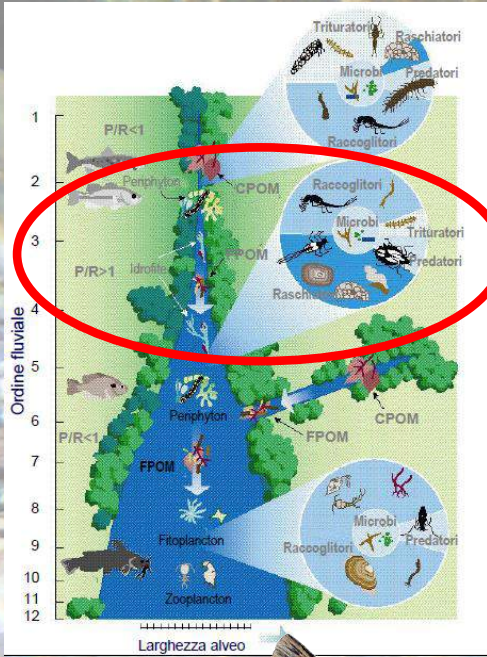 Trituratori
Raschiatori
Microbi
Predatori
Raccoglitori
1
P/R<1
2
Periphyton
CPOM
Raccoglitori
3
Microbi
Trituratori
P/R>1
Idrofite
FPOM
Predatori
Raschiatori
4
Ordine fluviale
5
Periphyton
CPOM
6
P/R<1
FPOM
FPOM
7
8
Microbi
Fitoplancton
Predatori
9
Raccoglitori
10
Zooplancton
11
12
Larghezza alveo